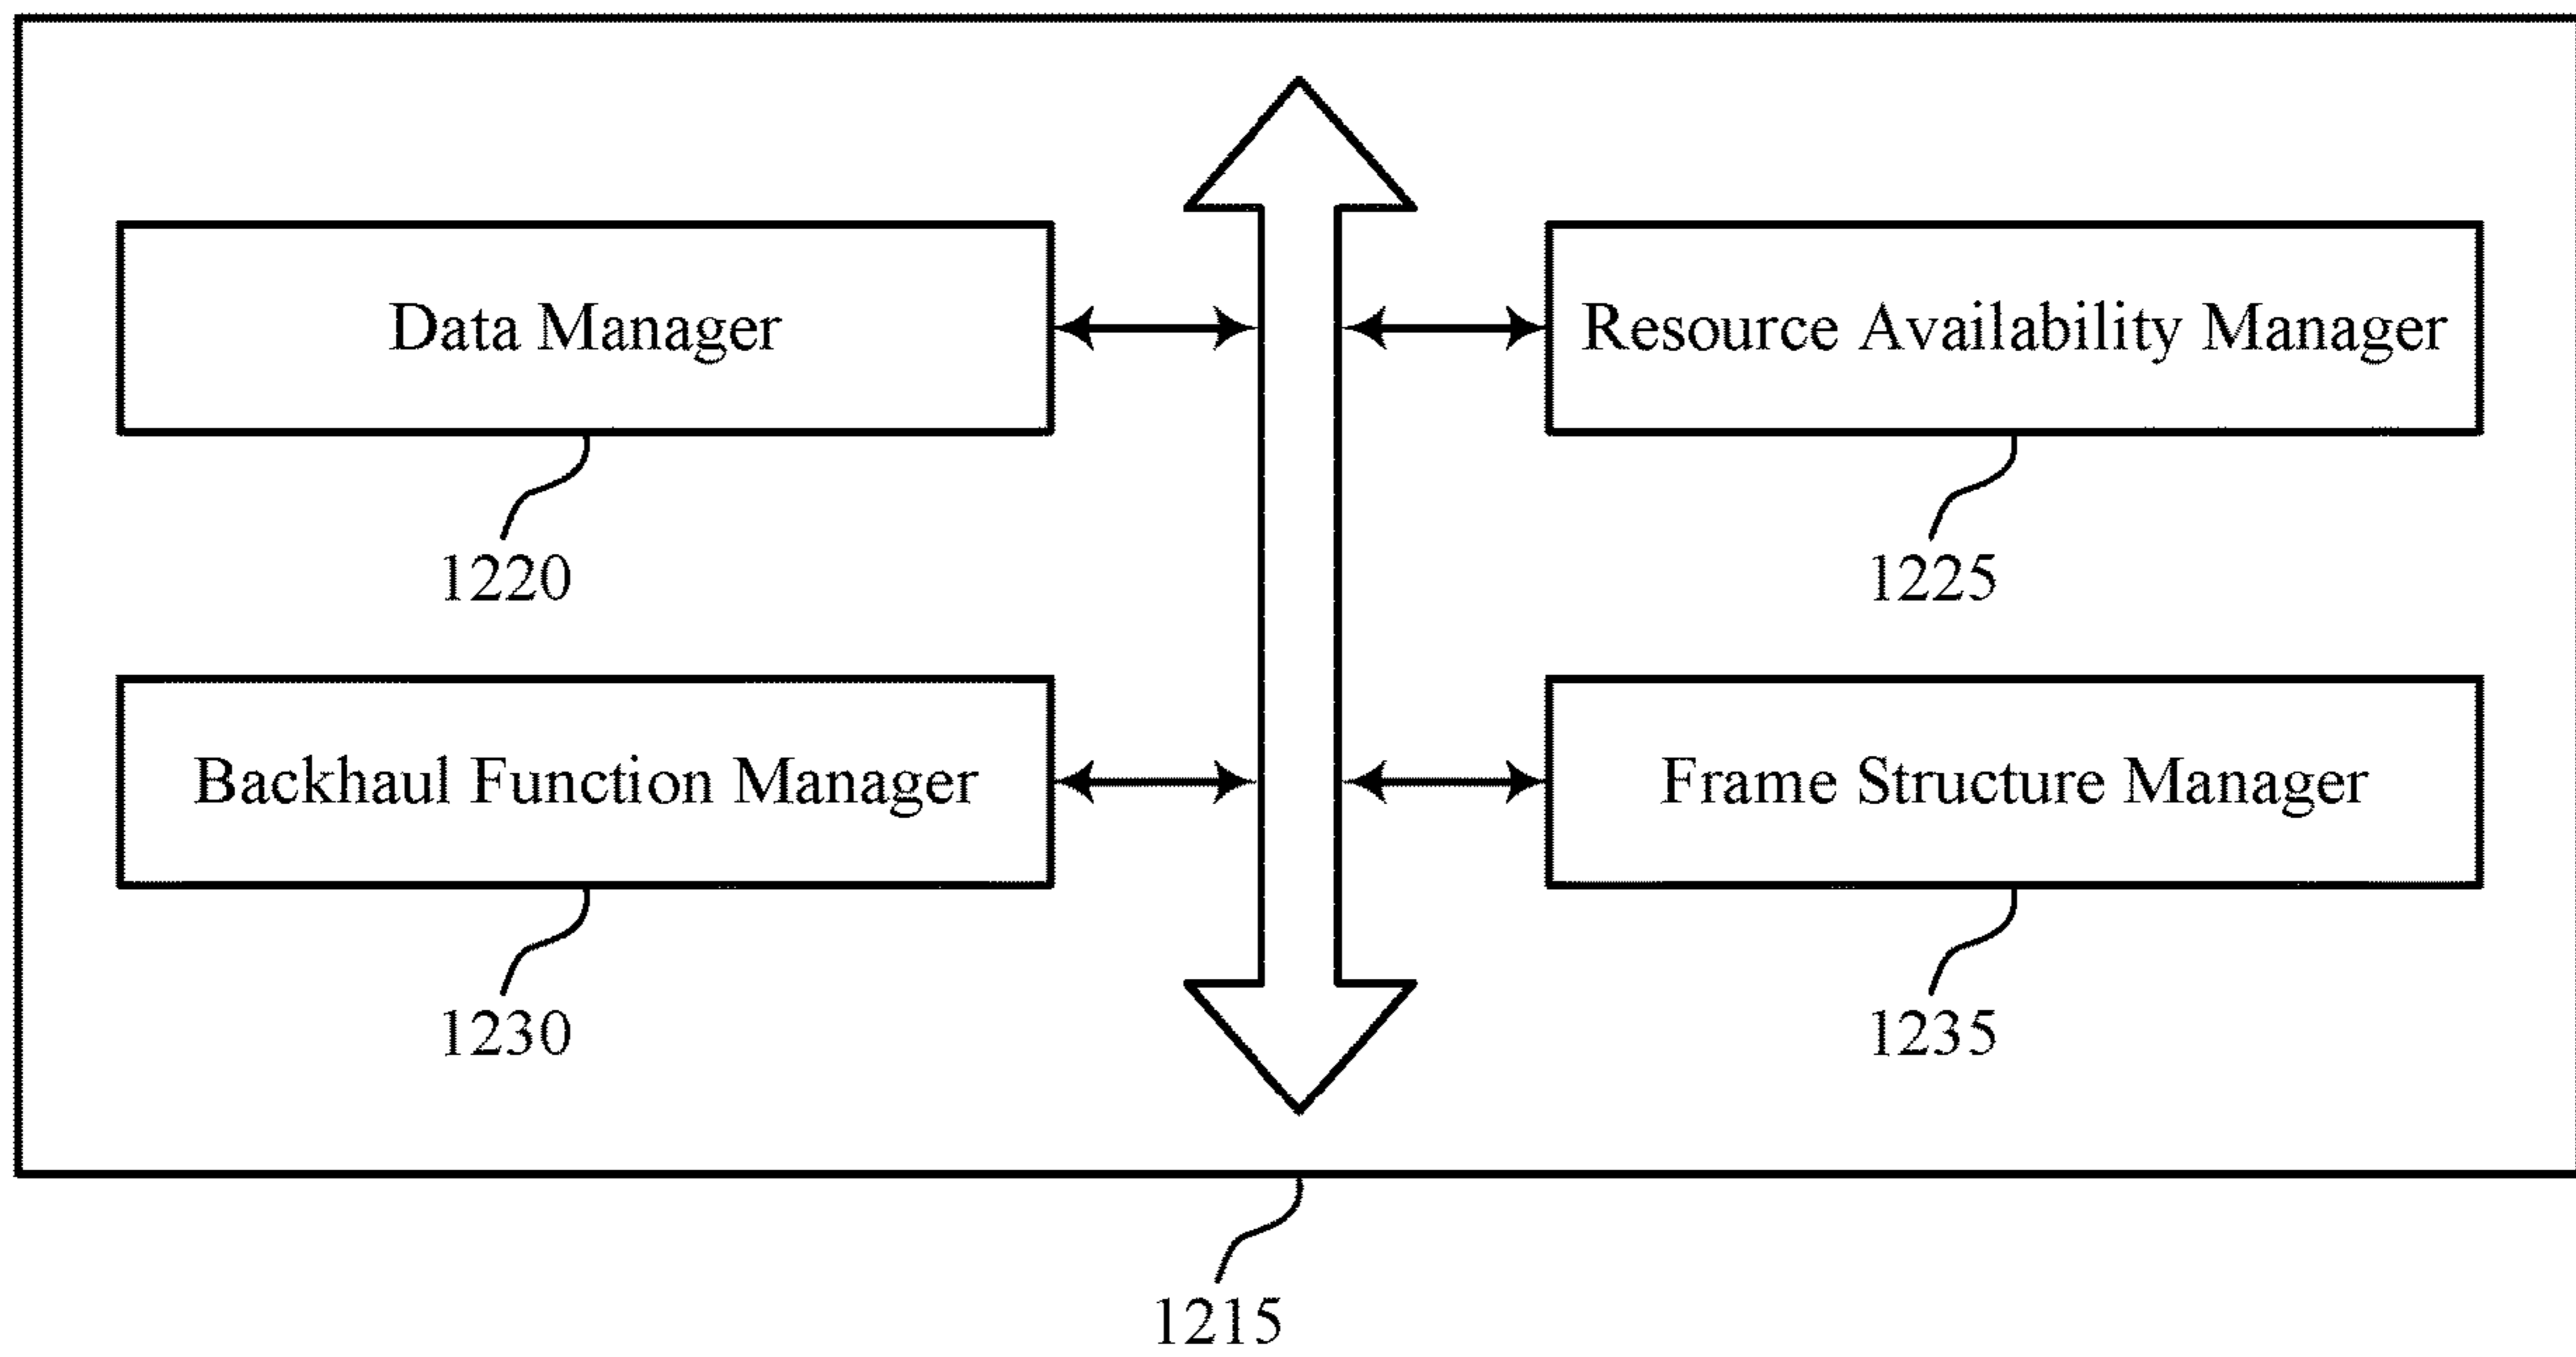 Data Manager
Resource Availability Manager
1220
1225
Backhaul Function Manager
Frame Structure Manager
1230
1235
1215